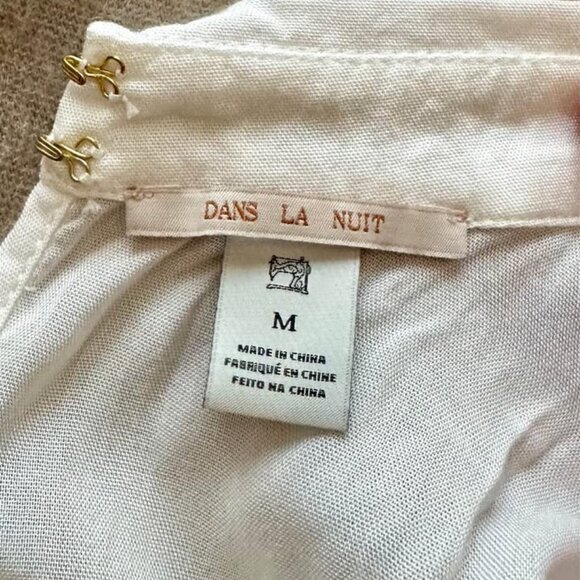 DANS LA NUIT
M
MADE IN CHINA
FABRIQUÉ EN CHINE
FEITO NA CHINA